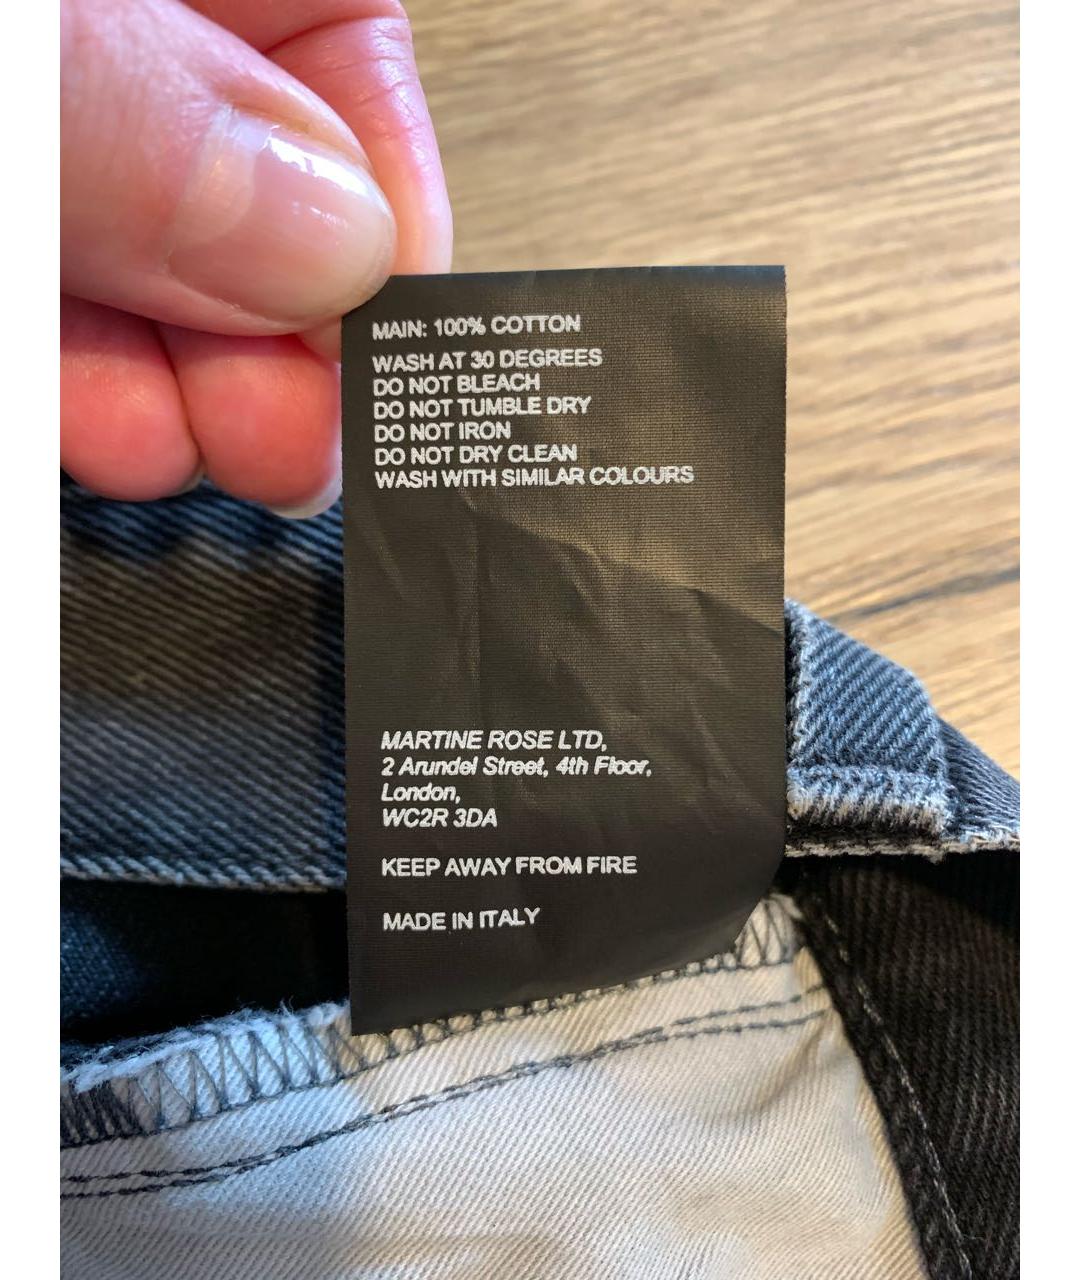 MAIN: 100% COTTON
WASH AT 30 DEGREES
DO NOT BLEACH
DO NOT TUMBLE DRY
DO NOT IRON
DO NOT DRY CLEAN
WASH WITH SIMILAR COLOURS
MARTINE ROSE LTD,
2 Arundel Street, 4th Floor,
London,
WC2R 3DA
KEEP AWAY FROM FIRE
MADE IN ITALY